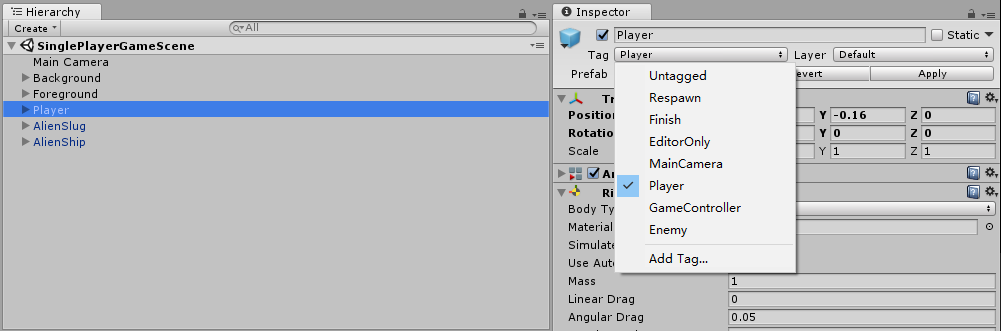 Hierarchy
Create
All
SinglePlayerGameScene
Main Camera
Background
Foreground
Player
AlienSlug
AlienShip
Inspector
Player Static
Tag Player Layer Default
Prefab evert Apply
Untagged
Respawn
Finish
EditorOnly
MainCamera
Player
GameController
Enemy
Add Tag...
Tr
Position Y -0.16 Z 0
Rotation Y 0 Z 0
Scale Y 1 Z 1
An
Ri
Body Ty
Material
Simulate
Use Auto
Mass 1
Linear Drag 0
Angular Drag 0.05